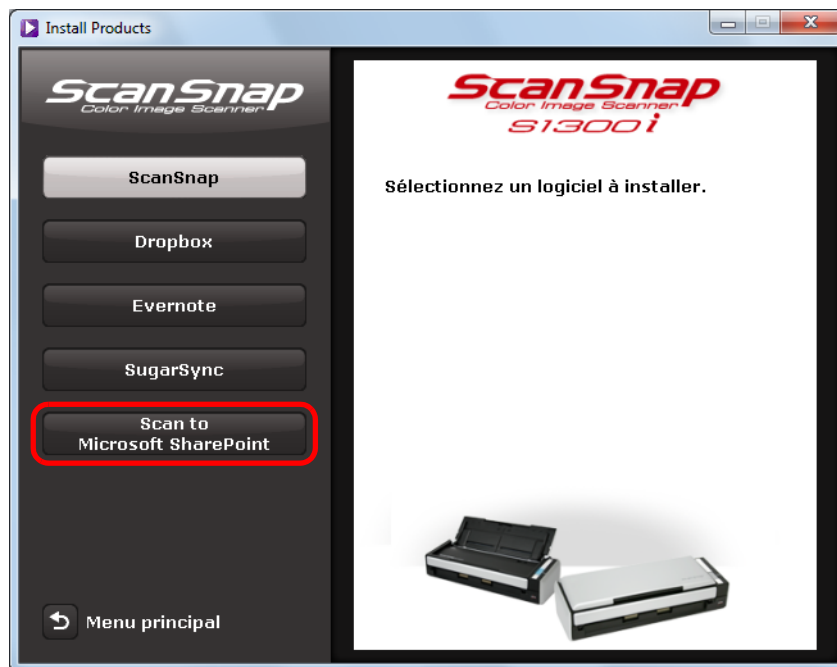 Install Products
ScanSnap
Color Image Scanner
ScanSnap
Dropbox
Evernote
SugarSync
Scan to
Microsoft SharePoint
Menu principal
ScanSnap
Color Image Scanner
S1300i
Sélectionnez un logiciel à installer.